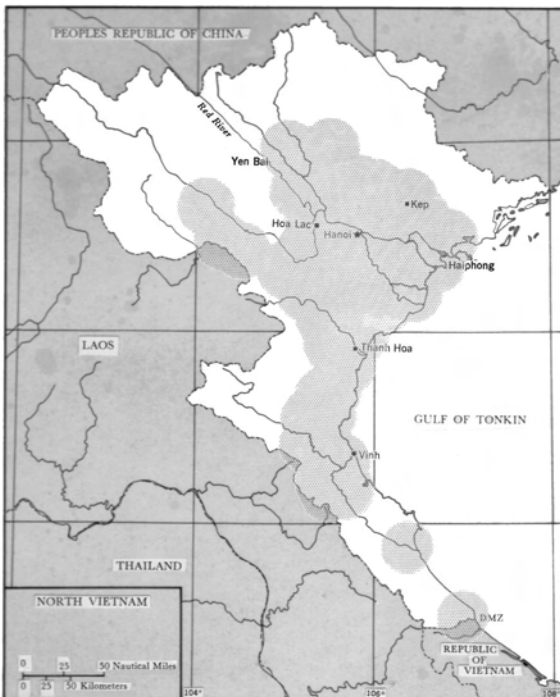 PEOPLES REPUBLIC OF CHINA
Red River
Yen Bai
Kep
Hoa Lac
Hanoi
Haiphong
LAOS
Thanh Hoa
GULF OF TONKIN
Vinh
THAILAND
NORTH VIETNAM
DMZ
REPUBLIC
OF
VIETNAM
0 25 50 Nautical Miles
0 25 50 Kilometers
104° 106° 108